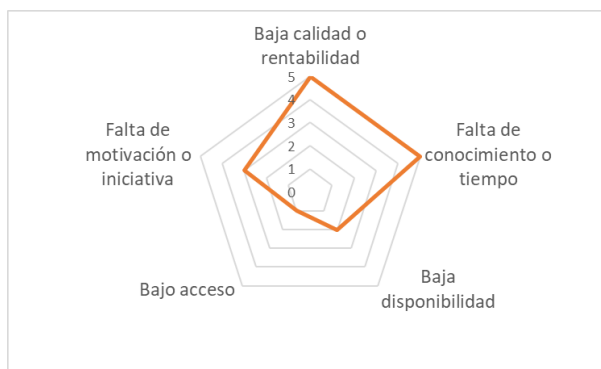 Baja calidad o
rentabilidad
5
4
3
2
1
0
Falta de
conocimiento o
tiempo
Baja
disponibilidad
Bajo acceso
Falta de
motivación o
iniciativa